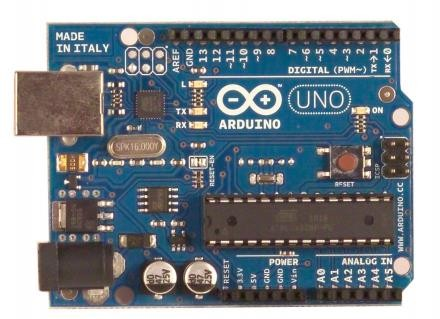 MADE
IN ITALY
AREF
GND
13
12
~11
~10
~9
8
7
~6
~5
4
~3
2
TX→1
RX←0
DIGITAL (PWM~)
L
TX
RX
ARDUINO
UNO
ON
SPK16.000Y
RESET-EN
RESET
ICSP
WWW.ARDUINO.CC
47
25V
47
25V
POWER
ANALOG IN
RESET
3.3V
5V
GND
GND
Vin
A0
A1
A2
A3
A4
A5